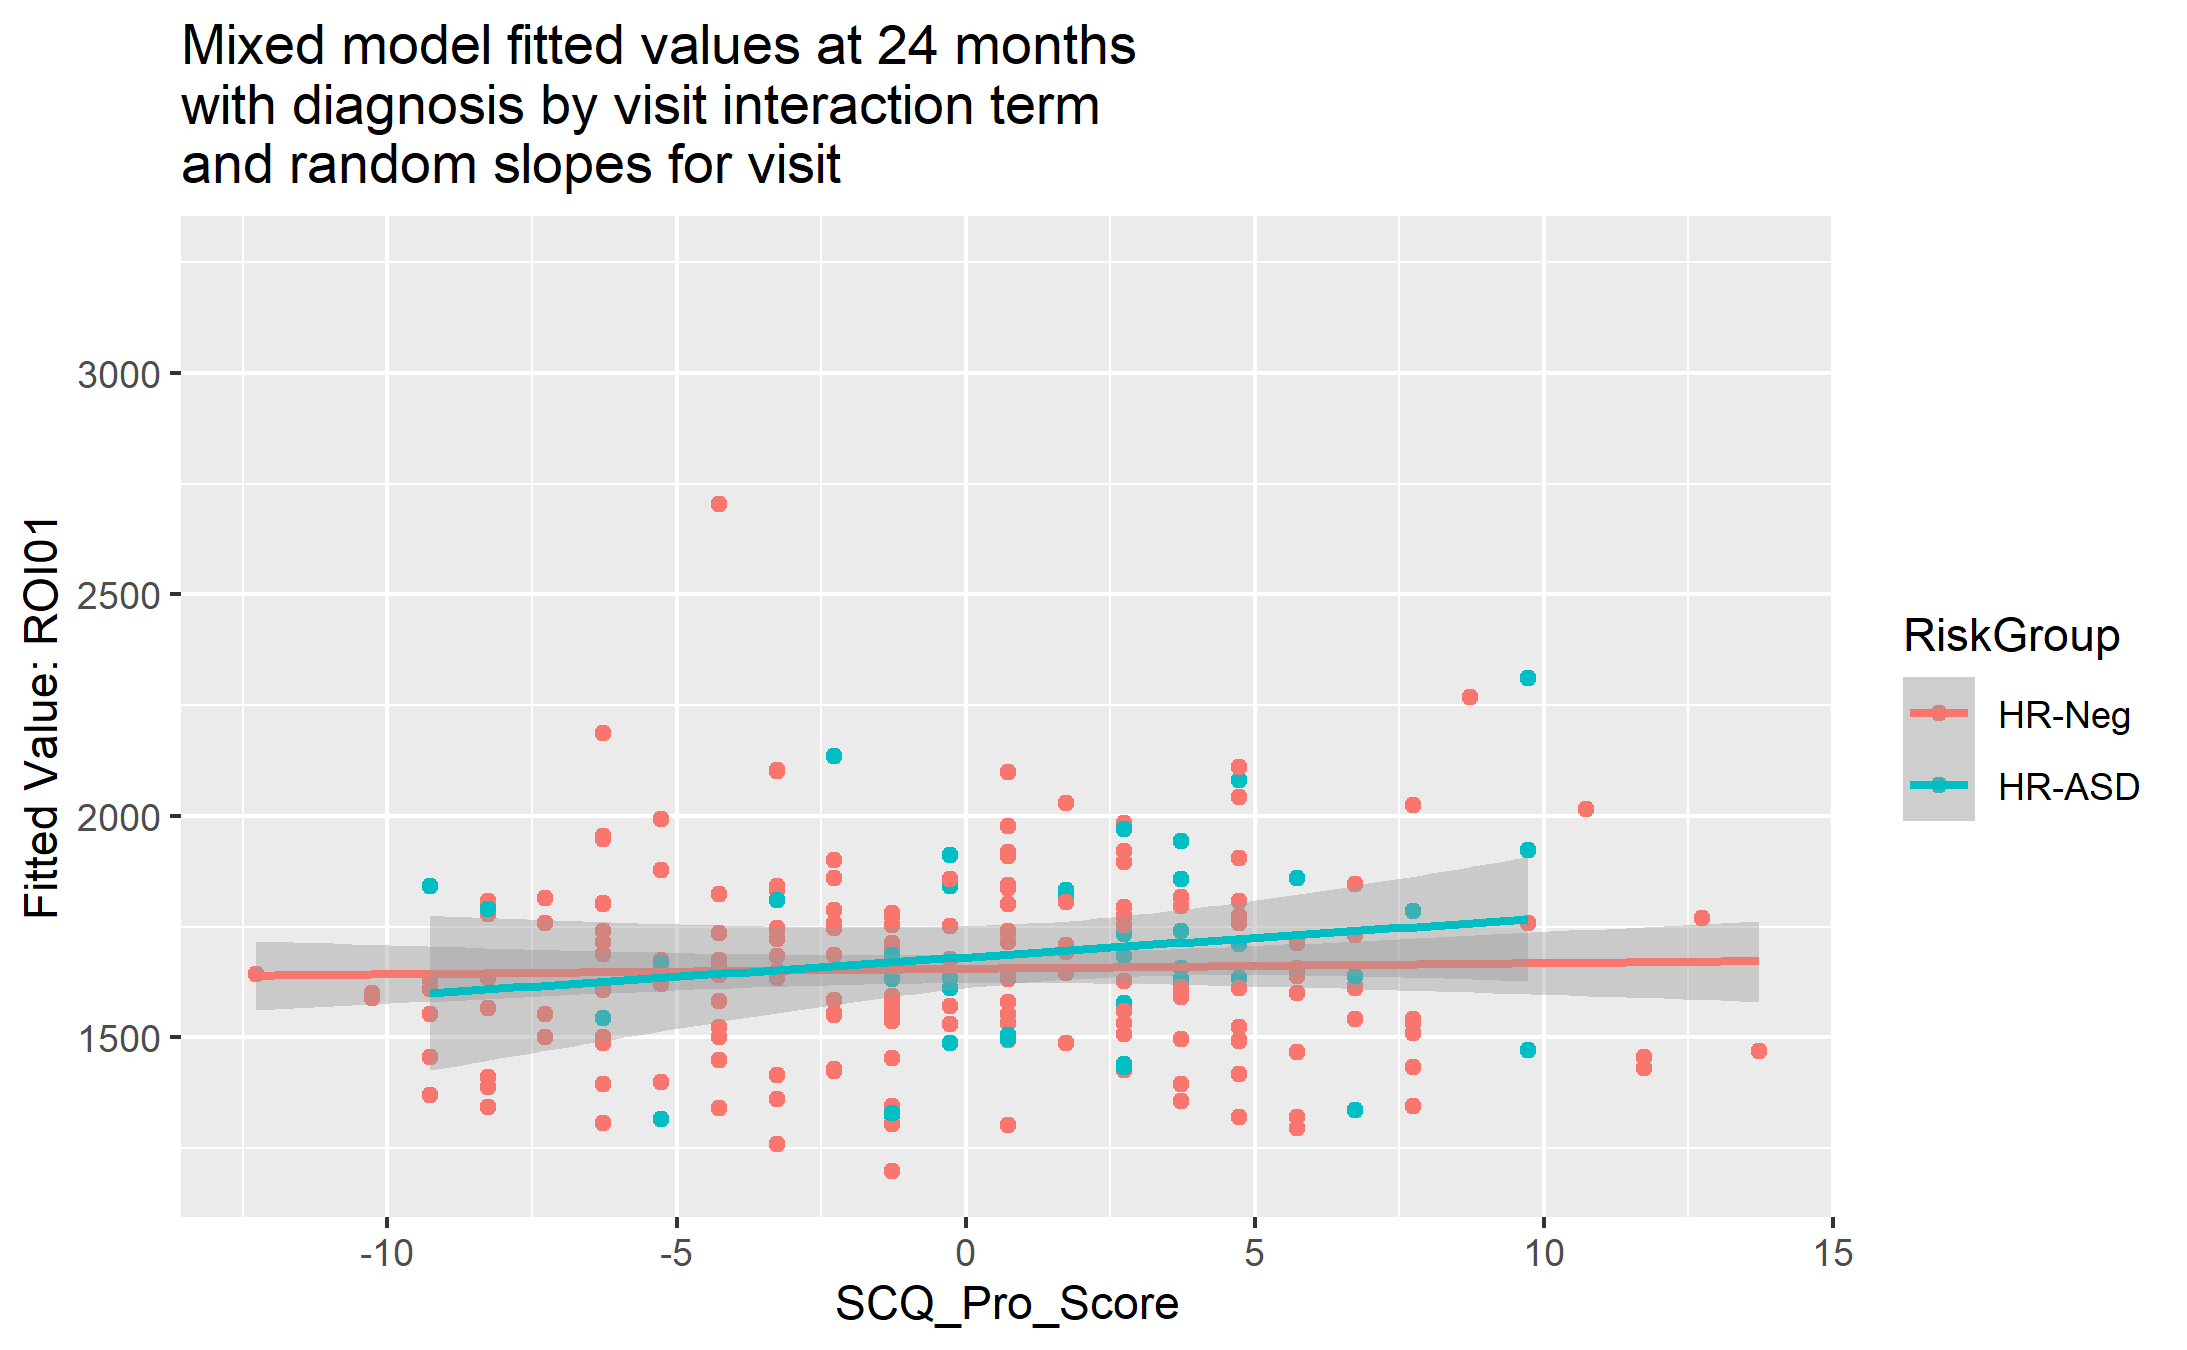 Mixed model fitted values at 24 months
with diagnosis by visit interaction term
and random slopes for visit
Fitted Value: ROI01
3000
2500
2000
1500
-10
-5
0
5
10
15
SCQ_Pro_Score
RiskGroup
HR-Neg
HR-ASD